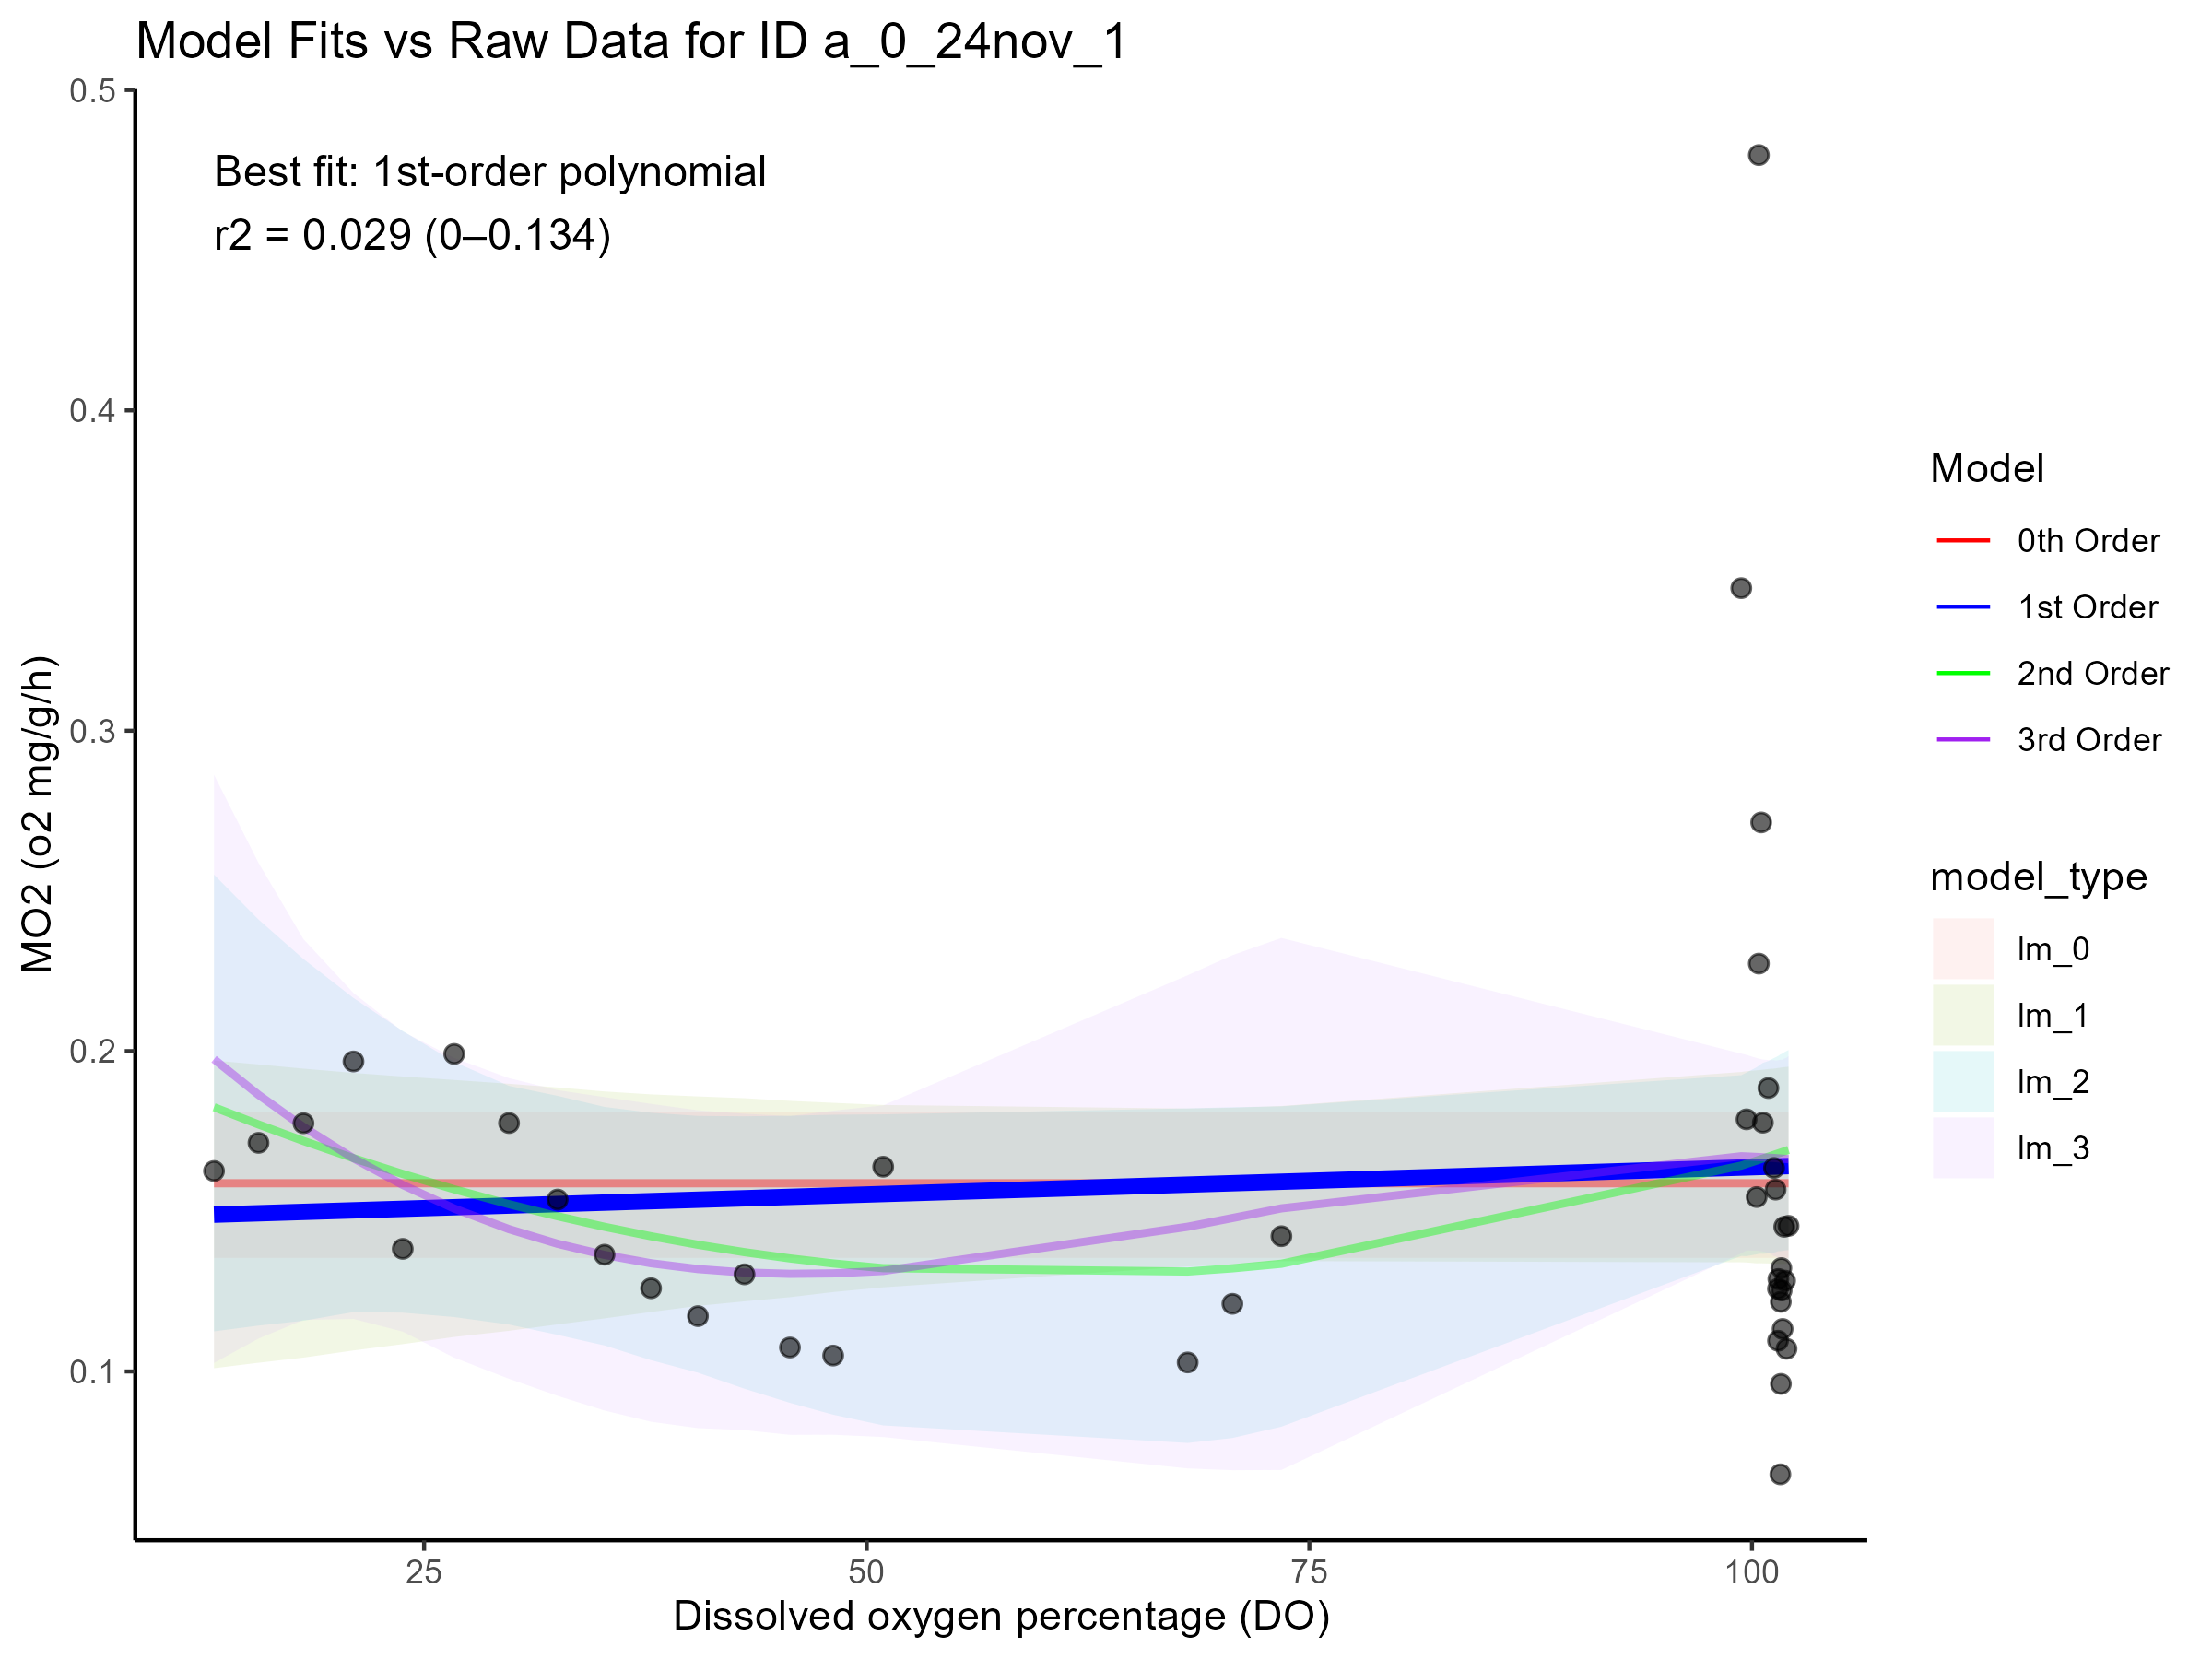 Model Fits vs Raw Data for ID a_0_24nov_1
Best fit: 1st-order polynomial
r2 = 0.029 (0–0.134)
MO2 (o2 mg/g/h)
0.5
0.4
0.3
0.2
0.1
25 50 75 100
Dissolved oxygen percentage (DO)
Model
0th Order
1st Order
2nd Order
3rd Order
model_type
lm_0
lm_1
lm_2
lm_3